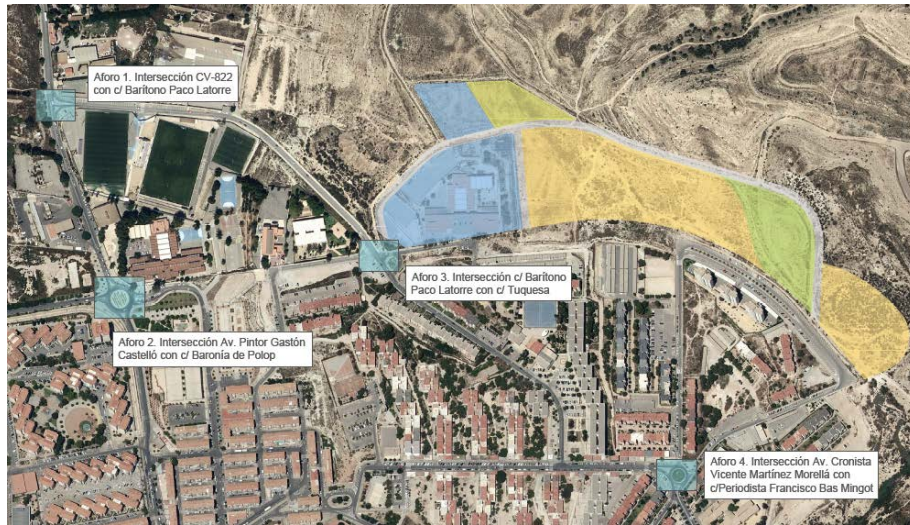 Aforo 1. Intersección CV-822
con c/ Barítono Paco Latorre
Aforo 3. Intersección c/ Barítono
Paco Latorre con c/ Tuquesa
Aforo 2. Intersección Av. Pintor Gastón
Castelló con c/ Baronía de Polop
Aforo 4. Intersección Av. Cronista
Vicente Martínez Morellá con
c/Periodista Francisco Bas Mingot